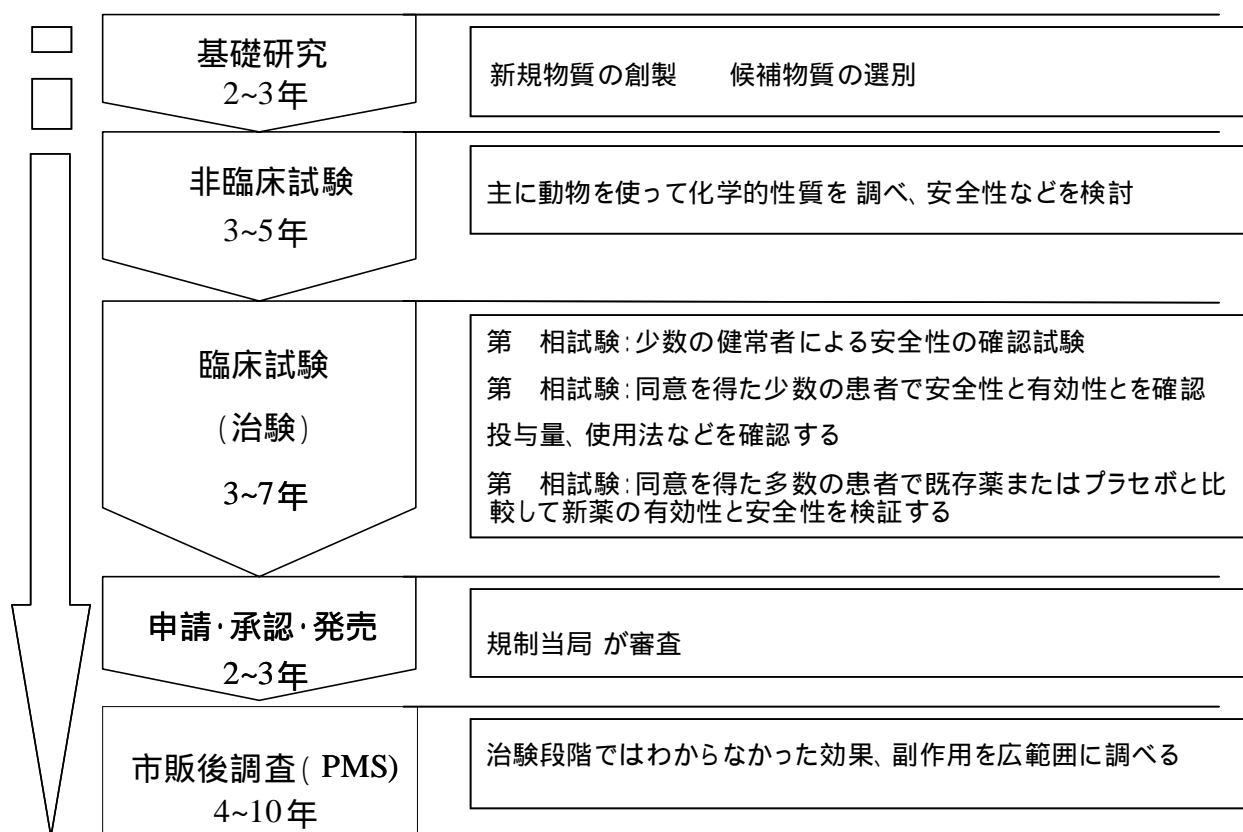 基礎研究
2~3年
新規物質の創製　　候補物質の選別
非臨床試験
3~5年
主に動物を使って化学的性質を 調べ、安全性などを検討
臨床試験
(治験)
3~7年
第　相試験:少数の健常者による安全性の確認試験
第　相試験:同意を得た少数の患者で安全性と有効性とを確認
投与量、使用法などを確認する
第　相試験:同意を得た多数の患者で既存薬またはプラセボと比
較して新薬の有効性と安全性を検証する
申請・承認・発売
2~3年
規制当局 が審査
市販後調査( PMS)
4~10年
治験段階ではわからなかった効果、副作用を広範囲に調べる